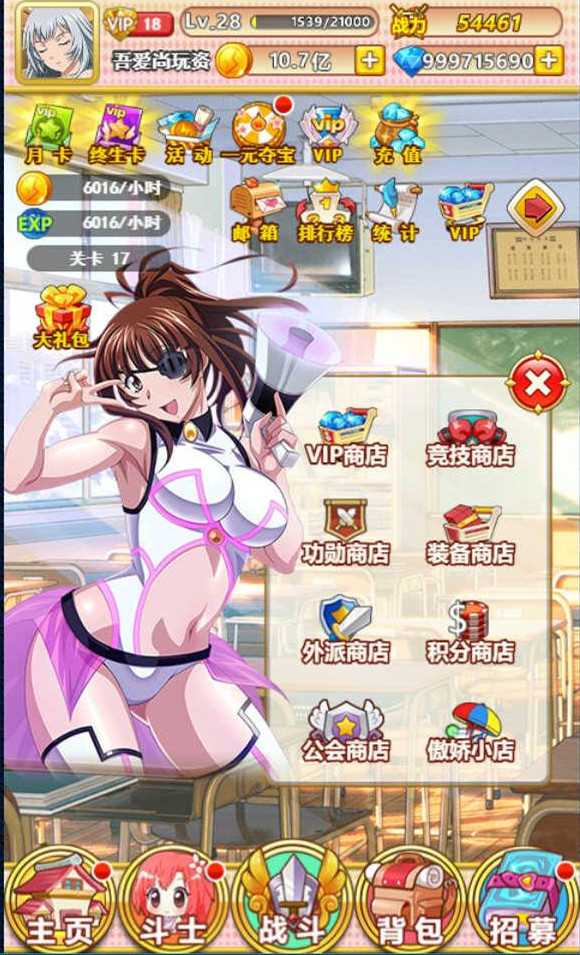 VIP 18 Lv.28 1539/21000 战力 54461
吾爱尚玩资 10.7亿 999715690
月卡 终生卡 活动 一元夺宝 VIP 充值
6016/小时
EXP 6016/小时
邮箱 排行榜 统计 VIP
关卡 17
大礼包
VIP商店 竞技商店
功勋商店 装备商店
外派商店 积分商店
公会商店 傲娇小店
主页 斗士 战斗 背包 招募